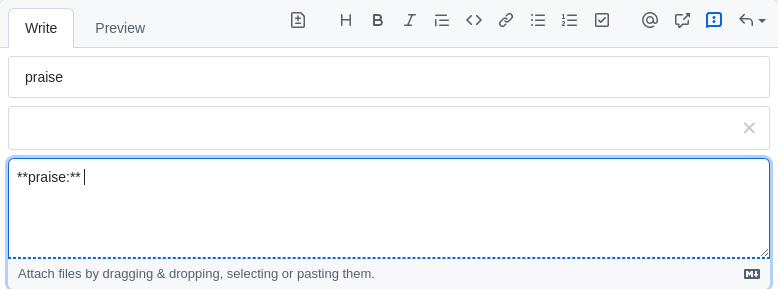 Write
Preview
praise
**praise:**
Attach files by dragging & dropping, selecting or pasting them.